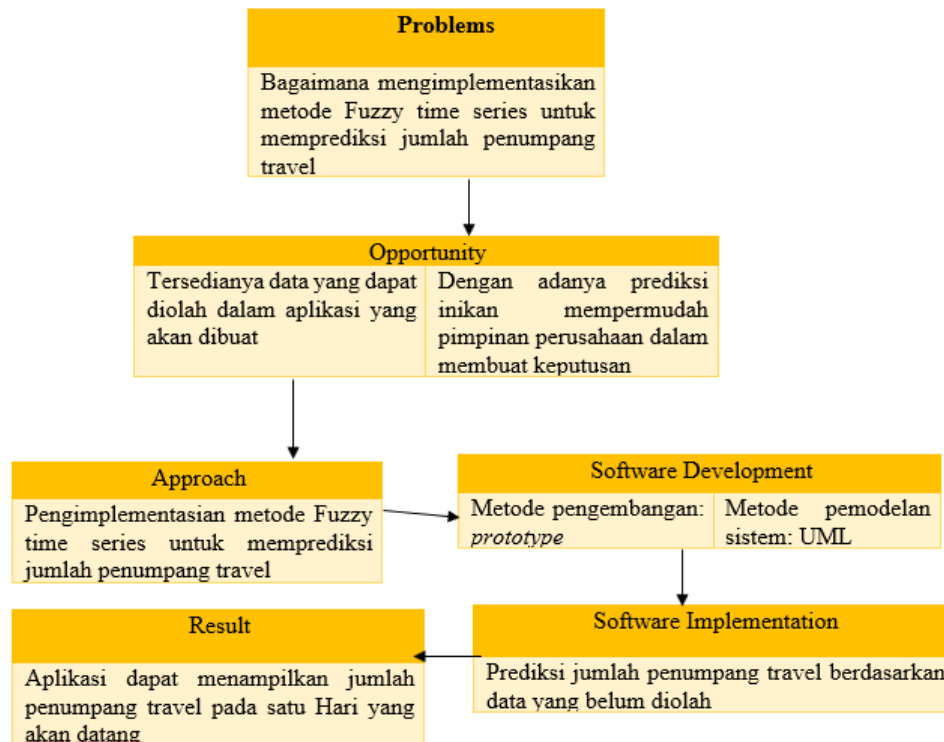 Problems
Bagaimana mengimplementasikan
metode Fuzzy time series untuk
memprediksi jumlah penumpang
travel
Opportunity
Tersedianya data yang dapat
diolah dalam aplikasi yang
akan dibuat
Dengan adanya prediksi
inikan mempermudah
pimpinan perusahaan dalam
membuat keputusan
Approach
Pengimplementasian metode Fuzzy
time series untuk memprediksi
jumlah penumpang travel
Software Development
Metode pengembangan:
prototype
Metode pemodelan
sistem: UML
Software Implementation
Prediksi jumlah penumpang travel berdasarkan
data yang belum diolah
Result
Aplikasi dapat menampilkan jumlah
penumpang travel pada satu Hari yang
akan datang